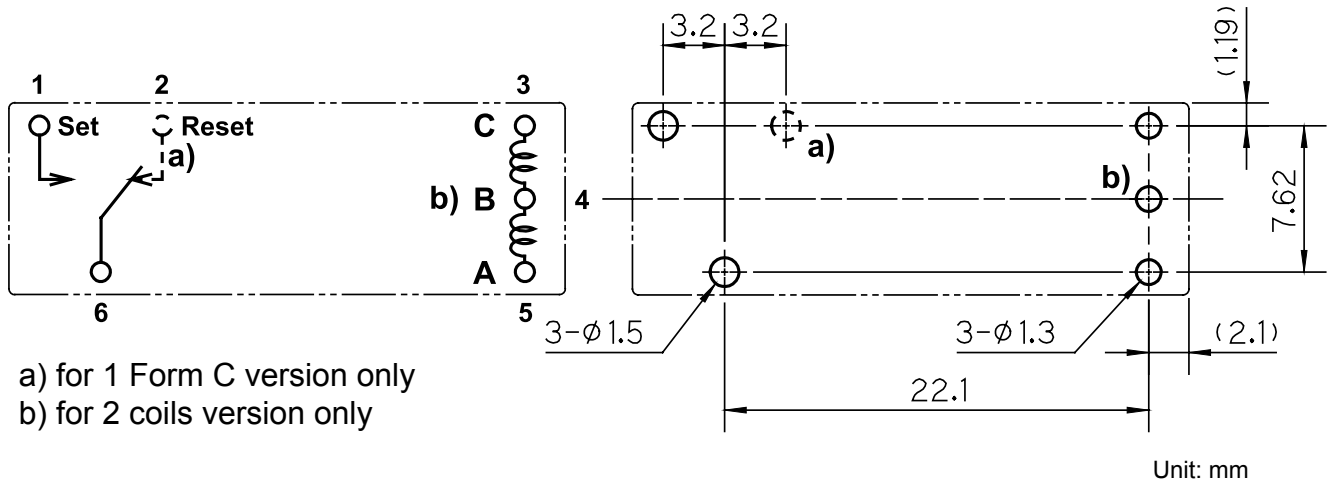 1 2 3
Set Reset C
a)
b) B 4
A
6 5
a) for 1 Form C version only
b) for 2 coils version only
3.2 3.2
(1.19)
a)
b)
7.62
3-ϕ1.5 3-ϕ1.3 (2.1)
22.1
Unit: mm